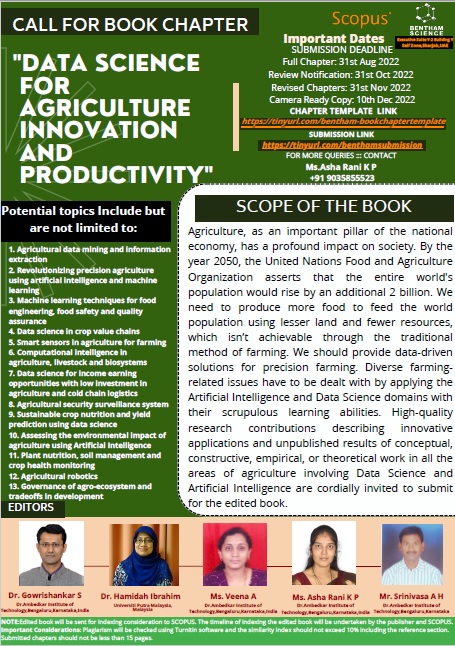 CALL FOR BOOK CHAPTER
Scopus
BENTHAM
SCIENCE
Executive Suite Y-2 Building Y
Saif Zone, Sharjah, UAE
"DATA SCIENCE
FOR
AGRICULTURE
INNOVATION
AND
PRODUCTIVITY"
Important Dates
SUBMISSION DEADLINE
Full Chapter: 31st Aug 2022
Review Notification: 31st Oct 2022
Revised Chapters: 31st Nov 2022
Camera Ready Copy: 10th Dec 2022
CHAPTER TEMPLATE LINK
https://tinyurl.com/bentham-bookchaptertemplate
SUBMISSION LINK
https://tinyurl.com/benthamsubmission
FOR MORE QUERIES ::: CONTACT
Ms.Asha Rani K P
+91 9035855523
Potential topics Include but
are not limited to:
1. Agricultural data mining and information
extraction
2. Revolutionizing precision agriculture
using artificial intelligence and machine
learning
3. Machine learning techniques for food
engineering, food safety and quality
assurance
4. Data science in crop value chains
5. Smart sensors in agriculture for farming
6. Computational intelligence in
agriculture, livestock and biosystems
7. Data science for income earning
opportunities with low investment in
agriculture and cold chain logistics
8. Agricultural security surveillance system
9. Sustainable crop nutrition and yield
prediction using data science
10. Assessing the environmental impact of
agriculture using Artificial Intelligence
11. Plant nutrition, soil management and
crop health monitoring
12. Agricultural robotics
13. Governance of agro-ecosystem and
tradeoffs in development
SCOPE OF THE BOOK
Agriculture, as an important pillar of the national
economy, has a profound impact on society. By the
year 2050, the United Nations Food and Agriculture
Organization asserts that the entire world's
population would rise by an additional 2 billion. We
need to produce more food to feed the world
population using lesser land and fewer resources,
which isn't achievable through the traditional
method of farming. We should provide data-driven
solutions for precision farming. Diverse farming-
related issues have to be dealt with by applying the
Artificial Intelligence and Data Science domains with
their scrupulous learning abilities. High-quality
research contributions describing innovative
applications and unpublished results of conceptual,
constructive, empirical, or theoretical work in all the
areas of agriculture involving Data Science and
Artificial Intelligence are cordially invited to submit
for the edited book.
EDITORS
Dr. Gowrishankar S
Dr.Ambedkar Institute of
Technology,Bengaluru,Karnataka,India
Dr. Hamidah Ibrahim
Universiti Putra Malaysia,
Malaysia
Ms. Veena A
Dr.Ambedkar Institute of
Technology,Bengaluru,Karnataka,India
Ms. Asha Rani K P
Dr.Ambedkar Institute of
Technology,Bengaluru,Karnataka,India
Mr. Srinivasa A H
Dr.Ambedkar Institute of
Technology,Bengaluru,Karnataka,India
NOTE:Edited book will be sent for indexing consideration to SCOPUS. The timeline of indexing the edited book will be undertaken by the publisher and SCOPUS.
Important Considerations: Plagiarism will be checked using Turnitin software and the similarity index should not exceed 10% including the reference section.
Submitted chapters should not be less than 15 pages.